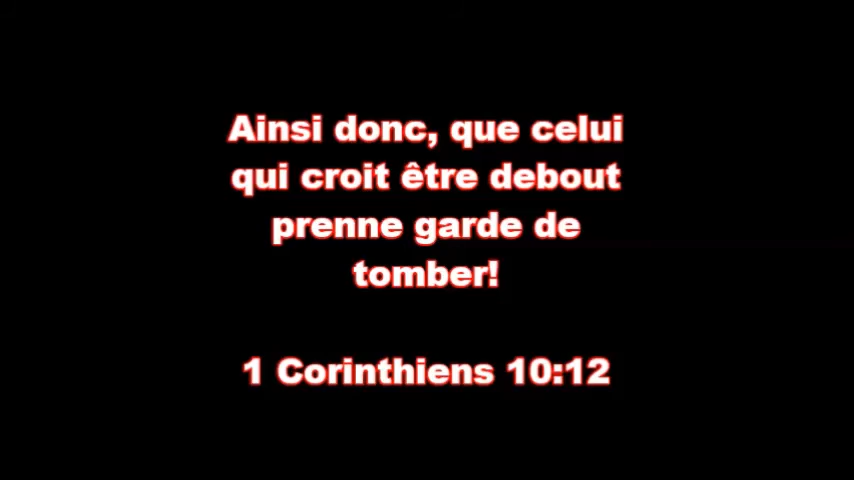 Ainsi donc, que celui
qui croit être debout
prenne garde de
tomber!
1 Corinthiens 10:12